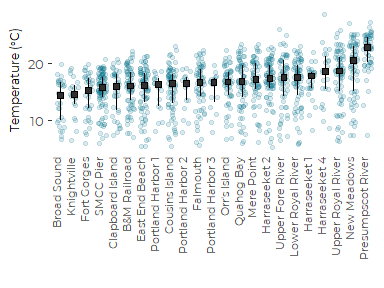 Temperature (°C)
20
10
Broad Sound
Knightville
Fort Gorges
SMCC Pier
Clapboard Island
B&M Railroad
East End Beach
Portland Harbor 1
Cousins Island
Portland Harbor 2
Falmouth
Portland Harbor 3
Orrs Island
Quahog Bay
Mere Point
Harraseeket 2
Upper Fore River
Lower Royal River
Harraseeket 1
Harraseeket 4
Upper Royal River
New Meadows
Presumpscot River